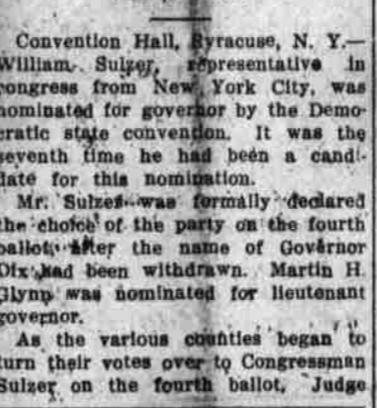 Convention Hall, Syracuse, N. Y.—
William Sulzer, representative in
congress from New York City, was
nominated for governor by the Demo-
cratic state convention. It was the
seventh time he had been a candi-
date for this nomination.
Mr. Sulzer was formally declared
the choice of the party on the fourth
ballot, after the name of Governor
Dix had been withdrawn. Martin H.
Glynn was nominated for lieutenant
governor.
As the various counties began to
turn their votes over to Congressman
Sulzer on the fourth ballot, Judge